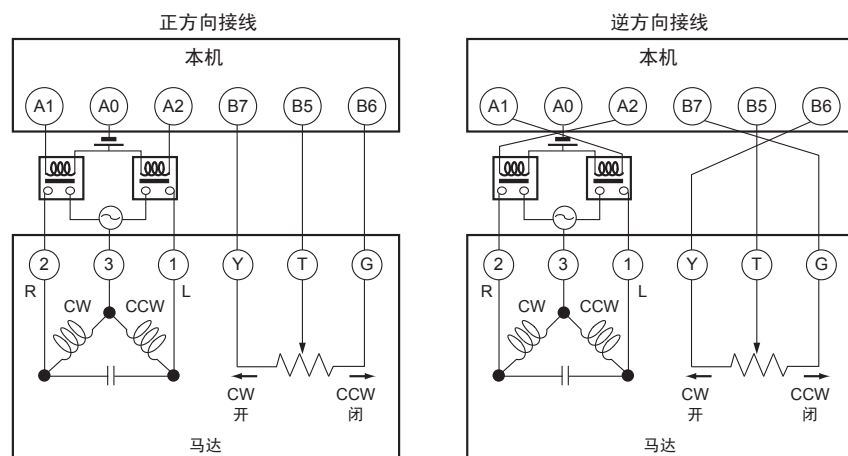 正方向接线
本机
A1 A0 A2 B7 B5 B6
2 3 1 Y T G
R L
CW CCW
CW CCW
开 闭
马达
逆方向接线
本机
A1 A0 A2 B7 B5 B6
2 3 1 Y T G
R L
CW CCW
CW CCW
开 闭
马达